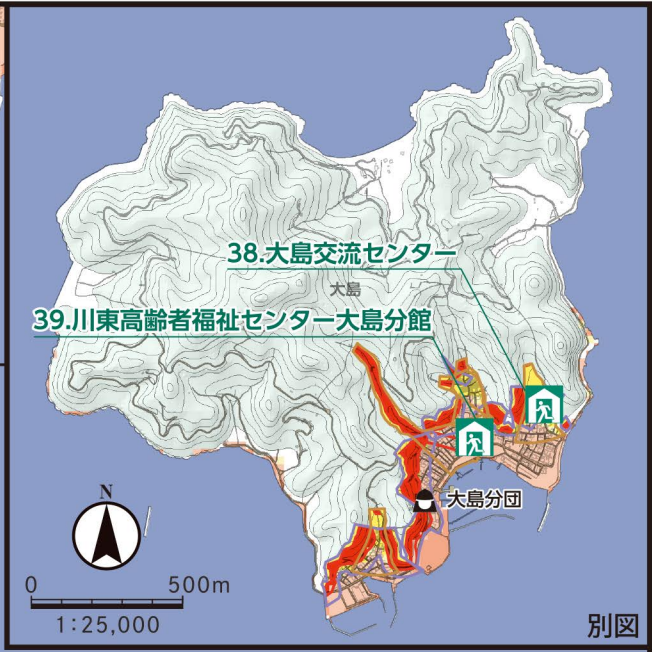 38.大島交流センター
大島
39.川東高齢者福祉センター大島分館
大島分団
N
0 500m
1:25,000
別図